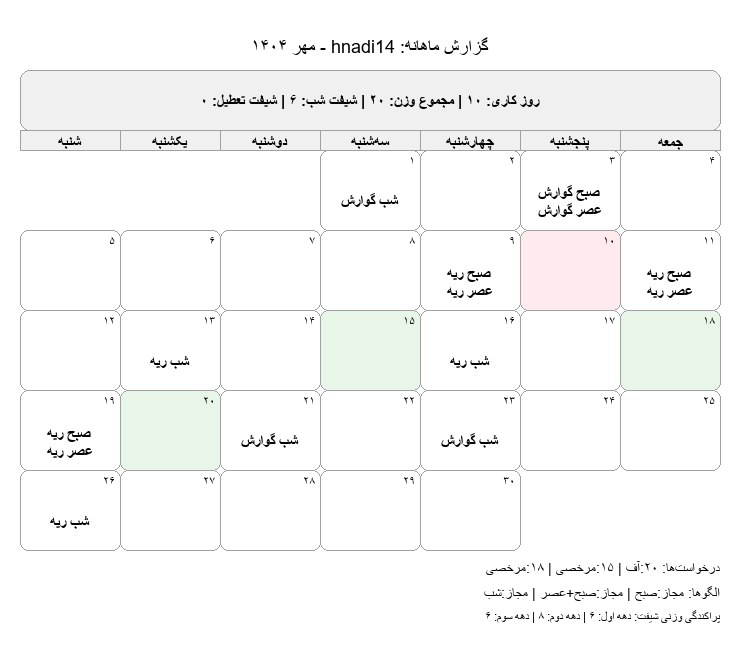 گزارش ماهانه: hnadi14 - مهر ۱۴۰۴
روز کاری: ۱۰ | مجموع وزن: ۲۰ | شیفت شب: ۶ | شیفت تعطیل: ۰
شنبه یکشنبه دوشنبه سه‌شنبه چهارشنبه پنجشنبه جمعه
۱ ۲ ۳ ۴
شب گوارش
صبح گوارش
عصر گوارش
۵ ۶ ۷ ۸ ۹ ۱۰ ۱۱
صبح ریه
عصر ریه
صبح ریه
عصر ریه
۱۲ ۱۳ ۱۴ ۱۵ ۱۶ ۱۷ ۱۸
شب ریه
شب ریه
۱۹ ۲۰ ۲۱ ۲۲ ۲۳ ۲۴ ۲۵
صبح ریه
عصر ریه
شب گوارش
شب گوارش
۲۶ ۲۷ ۲۸ ۲۹ ۳۰
شب ریه
درخواست‌ها: ۲۰:آف | ۱۵:مرخصی | ۱۸:مرخصی
الگوها: مجاز:صبح | مجاز:صبح+عصر | مجاز:شب
پراکندگی وزنی شیفت: دهه اول: ۶ | دهه دوم: ۸ | دهه سوم: ۶